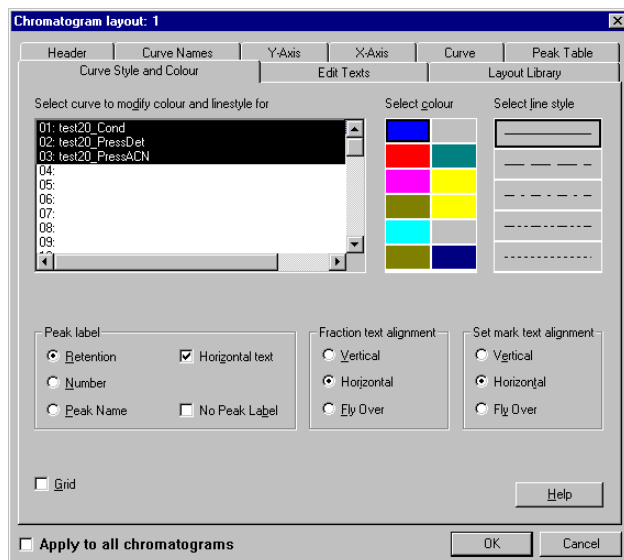 Chromatogram layout: 1
Header Curve Names Y-Axis X-Axis Curve Peak Table
Curve Style and Colour Edit Texts Layout Library
Select curve to modify colour and linestyle for Select colour Select line style
01: test20_Cond
02: test20_PressDet
03: test20_PressACN
04:
05:
06:
07:
08:
09:
Peak label Fraction text alignment Set mark text alignment
Retention Horizontal text Vertical Vertical
Number Horizontal Horizontal
Peak Name No Peak Label Fly Over Fly Over
Grid
Help
Apply to all chromatograms OK Cancel